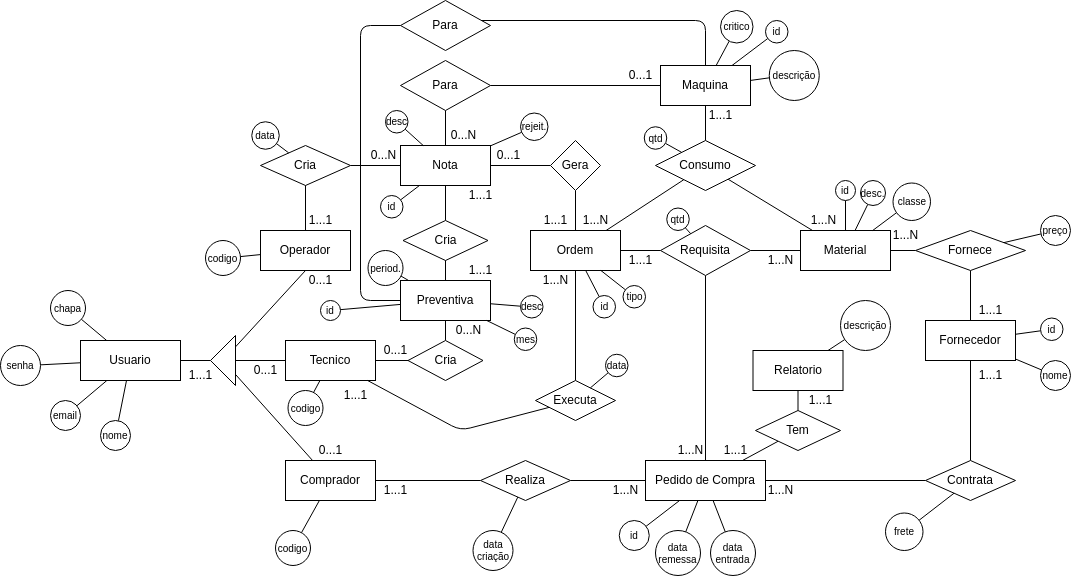 Para
critico
id
descrição
Maquina
0...1
Para
1...1
desc
rejeit.
0...N
data
Cria
0...N
Nota
0...1
Gera
qtd
Consumo
id
1...1
id
desc.
classe
1...1
1...1
1...N
qtd
1...N
1...N
preço
codigo
Operador
Cria
Ordem
Requisita
Material
Fornece
1...1
1...N
period.
1...1
0...1
1...N
id
Preventiva
desc
id
tipo
1...1
chapa
0...N
mes
descrição
Fornecedor
id
senha
Usuario
Tecnico
0...1
Cria
data
Relatorio
nome
1...1
0...1
1...1
1...1
codigo
1...1
Executa
email
nome
Tem
0...1
1...N
1...1
Comprador
Realiza
Pedido de Compra
Contrata
1...1
1...N
1...N
codigo
data
criação
id
data
remessa
data
entrada
frete